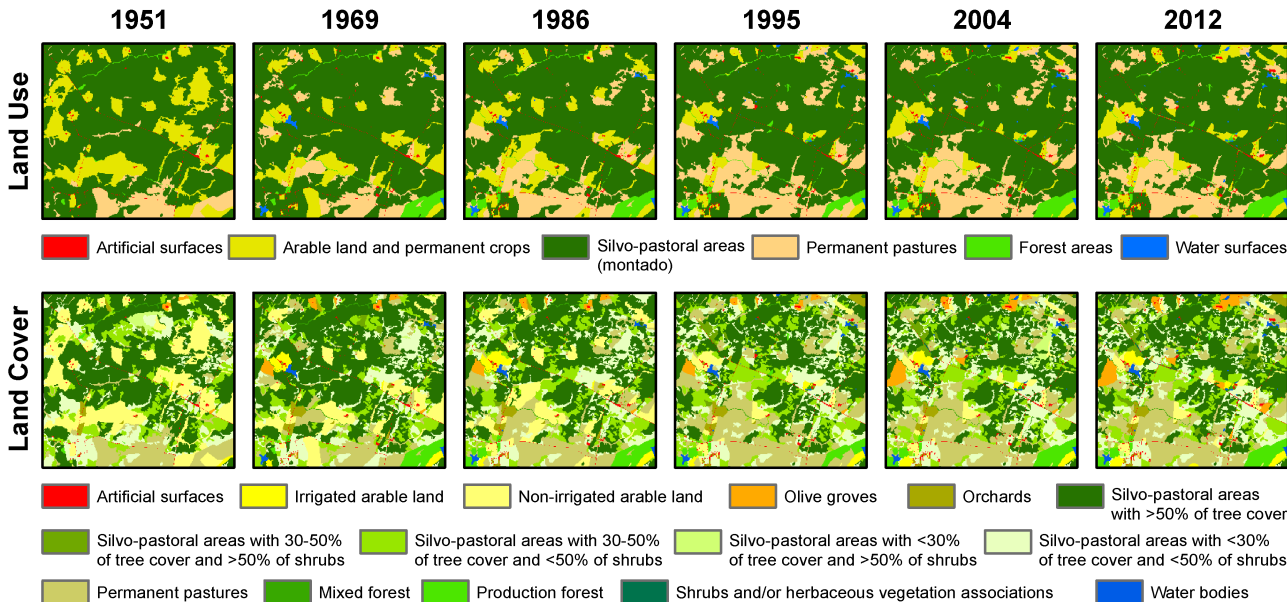 1951 1969 1986 1995 2004 2012
Land Use
Artificial surfaces Arable land and permanent crops Silvo-pastoral areas Permanent pastures Forest areas Water surfaces
(montado)
Land Cover
Artificial surfaces Irrigated arable land Non-irrigated arable land Olive groves Orchards Silvo-pastoral areas
with >50% of tree cover
Silvo-pastoral areas with 30-50% Silvo-pastoral areas with 30-50% Silvo-pastoral areas with <30% Silvo-pastoral areas with <30%
of tree cover and >50% of shrubs of tree cover and <50% of shrubs of tree cover and >50% of shrubs of tree cover and <50% of shrubs
Permanent pastures Mixed forest Production forest Shrubs and/or herbaceous vegetation associations Water bodies